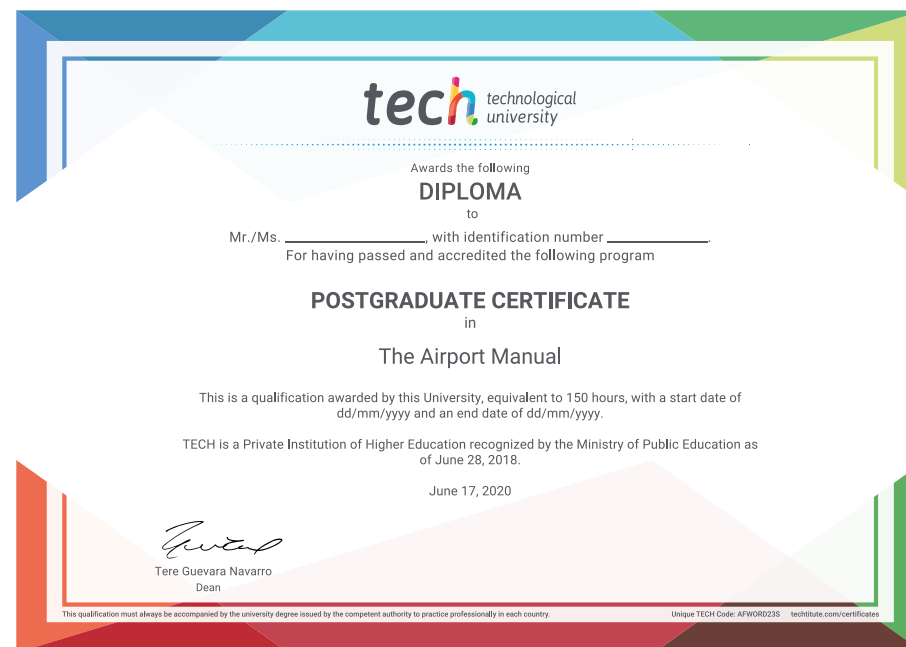 tech technological
university
Awards the following
DIPLOMA
to
Mr./Ms. ____________________, with identification number ______________.
For having passed and accredited the following program
POSTGRADUATE CERTIFICATE
in
The Airport Manual
This is a qualification awarded by this University, equivalent to 150 hours, with a start date of
dd/mm/yyyy and an end date of dd/mm/yyyy.
TECH is a Private Institution of Higher Education recognized by the Ministry of Public Education as
of June 28, 2018.
June 17, 2020
Tere Guevara Navarro
Dean
This qualification must always be accompanied by the university degree issued by the competent authority to practice professionally in each country. Unique TECH Code: AFWORD23S techtitute.com/certificates